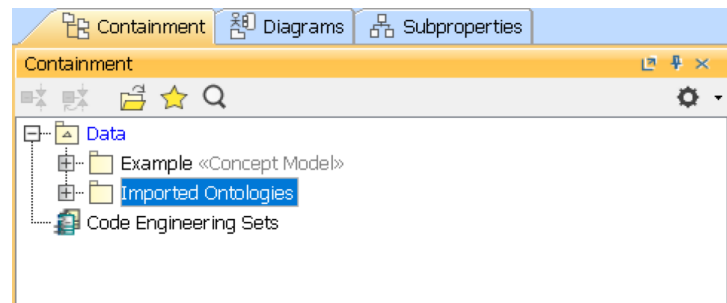 Containment Diagrams Subproperties
Containment
Data
Example «Concept Model»
Imported Ontologies
Code Engineering Sets